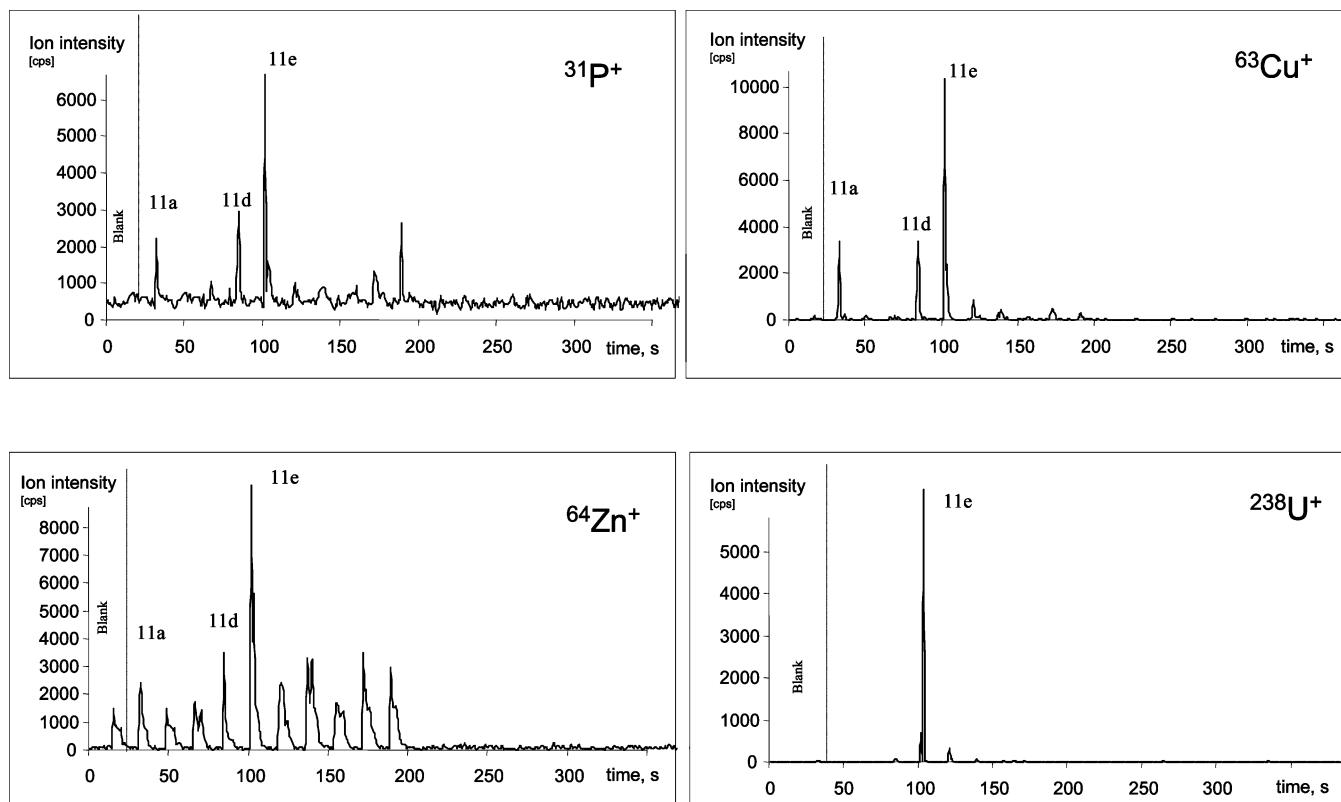 Ion intensity
[cps]
31P+
11e
6000
5000
4000
3000
2000
1000
0
Blank
11a
11d
0 50 100 150 200 250 300 time, s
Ion intensity
[cps]
63Cu+
11e
10000
8000
6000
4000
2000
0
Blank
11a
11d
0 50 100 150 200 250 300 time, s
Ion intensity
[cps]
64Zn+
11e
8000
7000
6000
5000
4000
3000
2000
1000
0
Blank
11a
11d
0 50 100 150 200 250 300 time, s
Ion intensity
[cps]
238U+
11e
5000
4000
3000
2000
1000
0
Blank
0 50 100 150 200 250 300 time, s